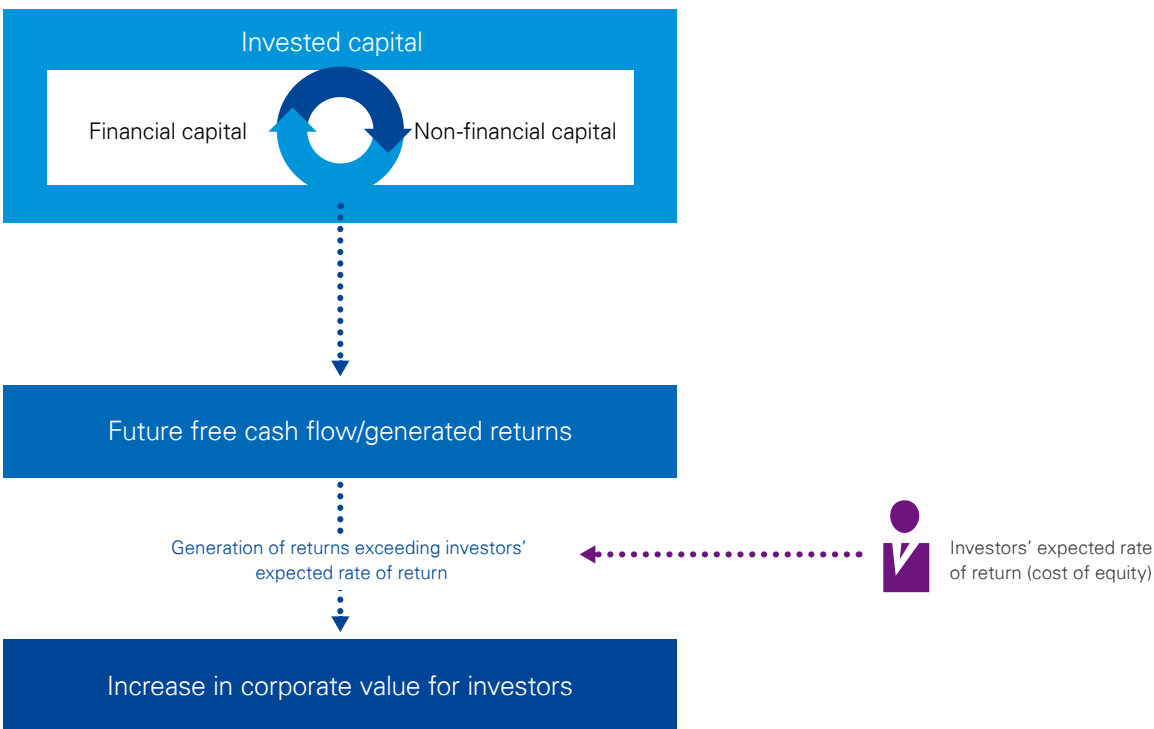 Invested capital
Financial capital
Non-financial capital
Future free cash flow/generated returns
Generation of returns exceeding investors’
expected rate of return
Investors’ expected rate
of return (cost of equity)
Increase in corporate value for investors